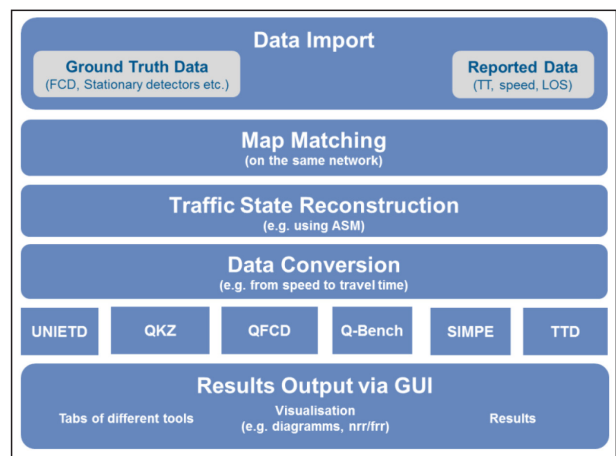 Data Import
Ground Truth Data
(FCD, Stationary detectors etc.)
Reported Data
(TT, speed, LOS)
Map Matching
(on the same network)
Traffic State Reconstruction
(e.g. using ASM)
Data Conversion
(e.g. from speed to travel time)
UNIETD QKZ QFCD Q-Bench SIMPE TTD
Results Output via GUI
Tabs of different tools
Visualisation
(e.g. diagramms, nrr/frr)
Results